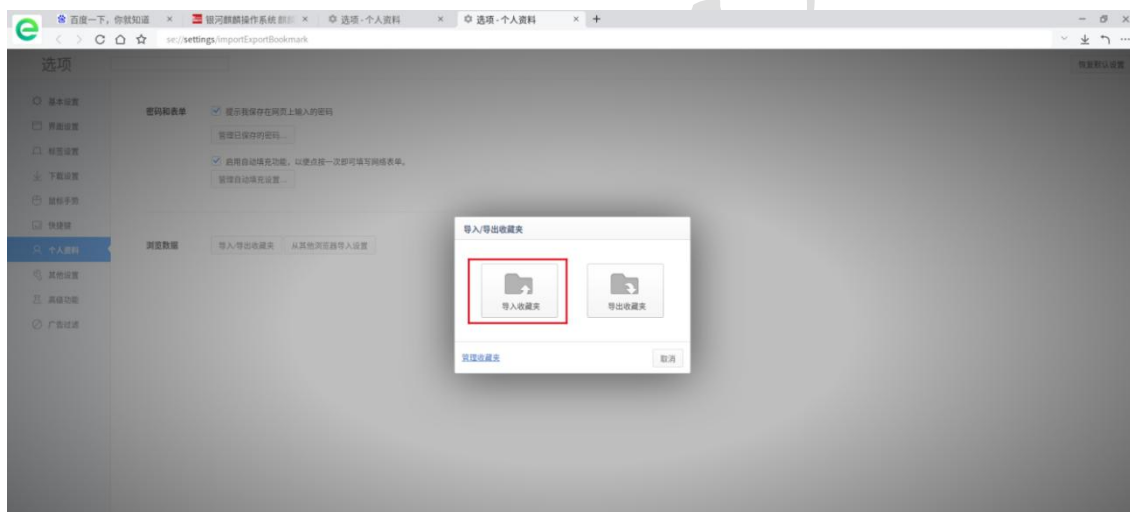 百度一下，你就知道
银河麒麟操作系统
选项 - 个人资料
选项 - 个人资料
se://settings/importExportBookmark
选项
恢复默认设置
基本设置
界面设置
标签设置
下载设置
鼠标手势
快捷键
个人资料
其他设置
高级功能
广告过滤
密码和表单
提示我保存在网页上输入的密码
管理已保存的密码...
启用自动填充功能，以便点按一次即可填写网络表单。
管理自动填充设置...
浏览数据
导入/导出收藏夹
从其他浏览器导入设置
导入/导出收藏夹
导入收藏夹
导出收藏夹
管理收藏夹
取消